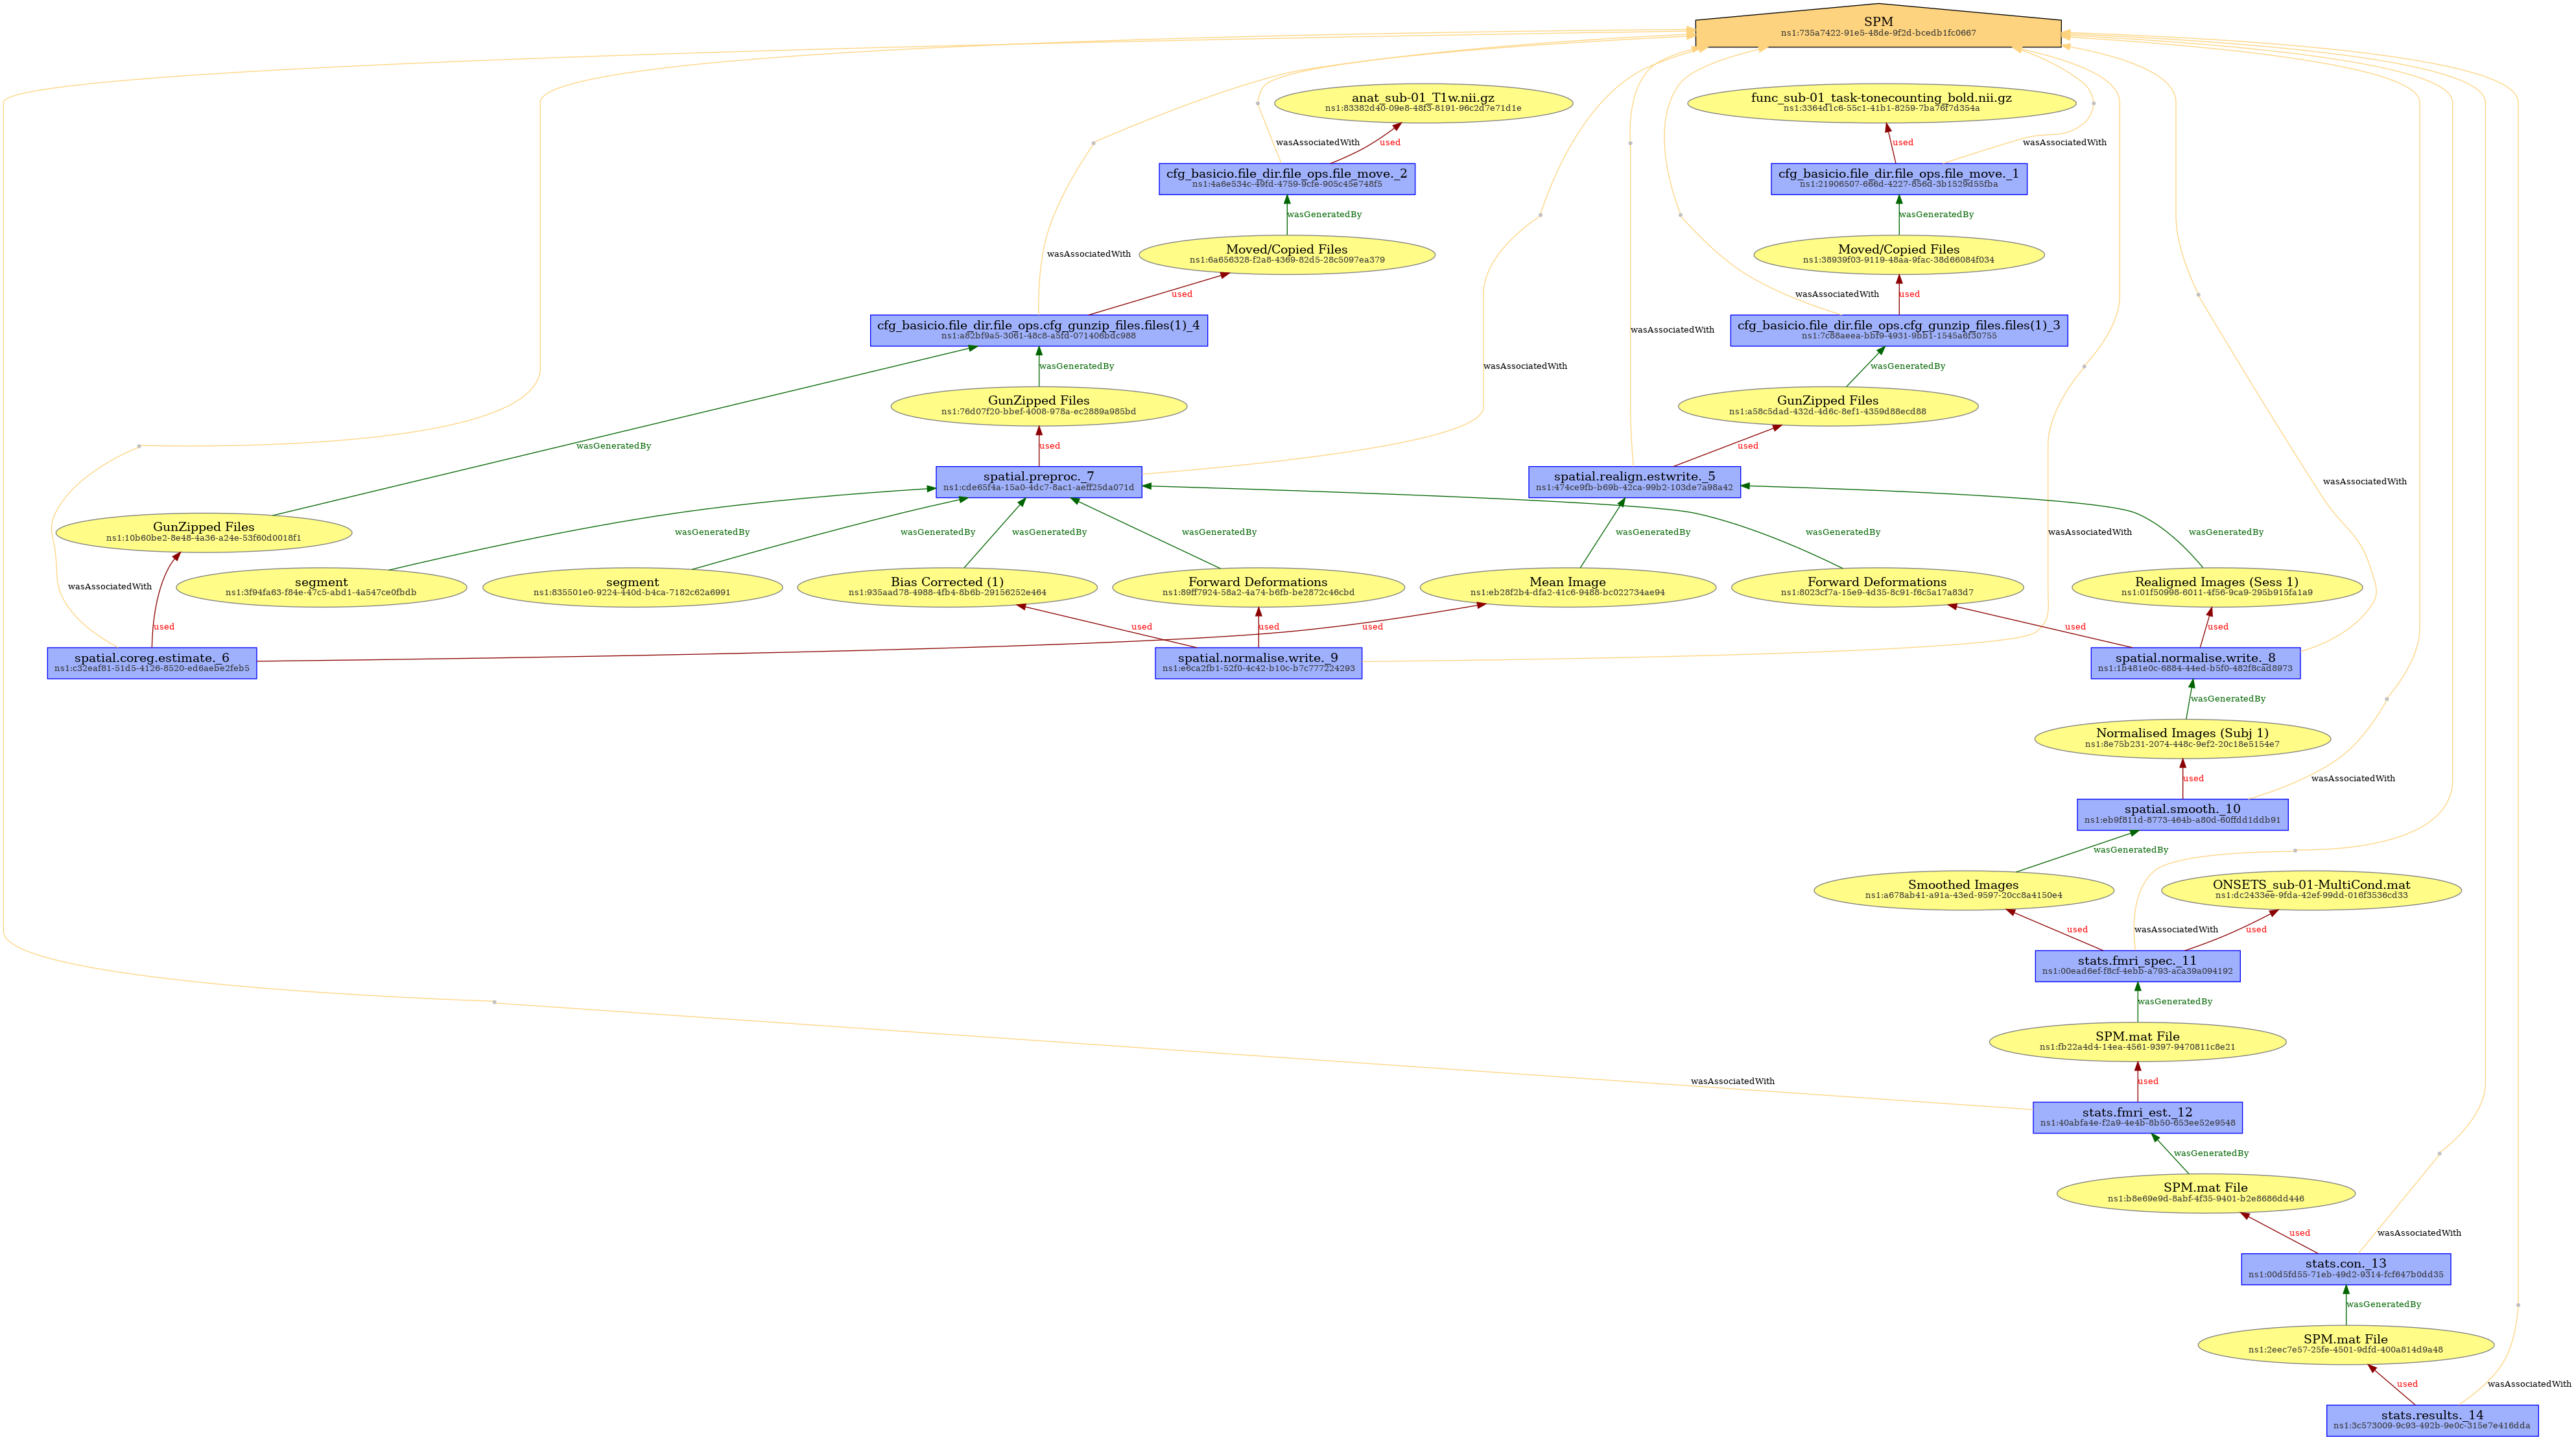 SPM
ns1:735a7422-91e5-48de-9f2d-bcedb1fc0667
anat_sub-01_T1w.nii.gz
ns1:83382d40-09e8-48f3-8191-96c2d7e71d1e
func_sub-01_task-tonecounting_bold.nii.gz
ns1:3364d1c6-55c1-41b1-8259-7ba76f7d354a
wasAssociatedWith
used
used
wasAssociatedWith
cfg_basicio.file_dir.file_ops.file_move._2
ns1:4a6e534c-49fd-4759-9cfe-905c45e748f5
cfg_basicio.file_dir.file_ops.file_move._1
ns1:21906507-666d-4227-856d-3b1529d55fba
wasGeneratedBy
wasGeneratedBy
wasAssociatedWith
Moved/Copied Files
ns1:6a656328-f2a8-4369-82d5-28c5097ea379
Moved/Copied Files
ns1:38939f03-9119-48aa-9fac-38d66084f034
used
wasAssociatedWith
used
cfg_basicio.file_dir.file_ops.cfg_gunzip_files.files(1)_4
ns1:a82bf9a5-3061-48c8-a5fd-071406bdc988
wasAssociatedWith
cfg_basicio.file_dir.file_ops.cfg_gunzip_files.files(1)_3
ns1:7c88aeea-bbf9-4931-9bb1-1545a6f30755
wasGeneratedBy
wasAssociatedWith
wasGeneratedBy
GunZipped Files
ns1:76d07f20-bbef-4008-978a-ec2889a985bd
GunZipped Files
ns1:a58c5dad-432d-4d6c-8ef1-4359d88ecd88
wasGeneratedBy
used
used
spatial.preproc._7
ns1:cde65f4a-15a0-4dc7-8ac1-aeff25da071d
spatial.realign.estwrite._5
ns1:474ce9fb-b69b-42ca-99b2-103de7a98a42
wasAssociatedWith
GunZipped Files
ns1:10b60be2-8e48-4a36-a24e-53f60d0018f1
wasGeneratedBy
wasGeneratedBy
wasGeneratedBy
wasGeneratedBy
wasGeneratedBy
wasGeneratedBy
wasAssociatedWith
wasGeneratedBy
wasAssociatedWith
segment
ns1:3f94fa63-f84e-47c5-abd1-4a547ce0fbdb
segment
ns1:835501e0-9224-440d-b4ca-7182c62a6991
Bias Corrected (1)
ns1:935aad78-4988-4fb4-8b6b-29156252e464
Forward Deformations
ns1:89ff7924-58a2-4a74-b6fb-be2872c46cbd
Mean Image
ns1:eb28f2b4-dfa2-41c6-9488-bc022734ae94
Forward Deformations
ns1:8023cf7a-15e9-4d35-8c91-f6c5a17a83d7
Realigned Images (Sess 1)
ns1:01f50998-6011-4f56-9ca9-295b915fa1a9
used
used
used
used
used
used
spatial.coreg.estimate._6
ns1:c32eaf81-51d5-4126-8520-ed6aebe2feb5
spatial.normalise.write._9
ns1:e6ca2fb1-52f0-4c42-b10c-b7c777224293
spatial.normalise.write._8
ns1:1b481e0c-6884-44ed-b5f0-482f8cad8973
wasGeneratedBy
Normalised Images (Subj 1)
ns1:8e75b231-2074-448c-9ef2-20c18e5154e7
used
wasAssociatedWith
spatial.smooth._10
ns1:eb9f811d-8773-464b-a80d-60ffdd1ddb91
wasGeneratedBy
Smoothed Images
ns1:a678ab41-a91a-43ed-9597-20cc8a4150e4
ONSETS_sub-01-MultiCond.mat
ns1:dc2433ee-9fda-42ef-99dd-016f3536cd33
used
wasAssociatedWith
used
stats.fmri_spec._11
ns1:00ead6ef-f8cf-4ebb-a793-aca39a094192
wasGeneratedBy
SPM.mat File
ns1:fb22a4d4-14ea-4561-9397-9470811c8e21
wasAssociatedWith
used
stats.fmri_est._12
ns1:40abfa4e-f2a9-4e4b-8b50-653ee52e9548
wasGeneratedBy
SPM.mat File
ns1:b8e69e9d-8abf-4f35-9401-b2e8686dd446
used
wasAssociatedWith
stats.con._13
ns1:00d5fd55-71eb-49d2-9314-fcf647b0dd35
wasGeneratedBy
SPM.mat File
ns1:2eec7e57-25fe-4501-9dfd-400a814d9a48
used
wasAssociatedWith
stats.results._14
ns1:3c573009-9c93-492b-9e0c-315e7e416dda